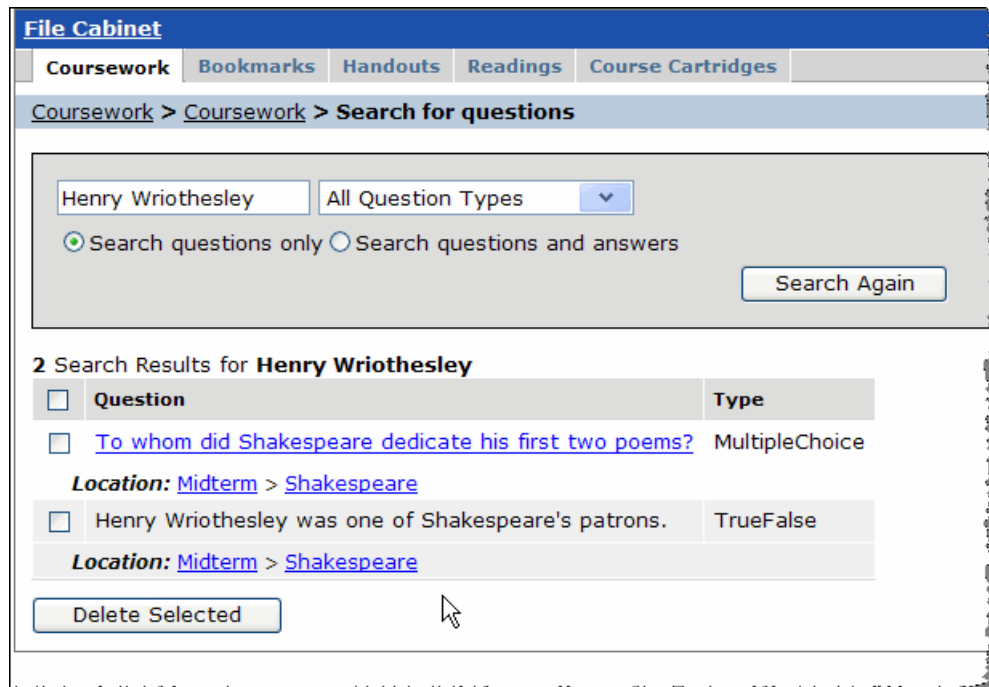 File Cabinet
Coursework Bookmarks Handouts Readings Course Cartridges
Coursework > Coursework > Search for questions
Henry Wriothesley All Question Types
Search questions only Search questions and answers
Search Again
2 Search Results for Henry Wriothesley
Question Type
To whom did Shakespeare dedicate his first two poems? MultipleChoice
Location: Midterm > Shakespeare
Henry Wriothesley was one of Shakespeare's patrons. TrueFalse
Location: Midterm > Shakespeare
Delete Selected